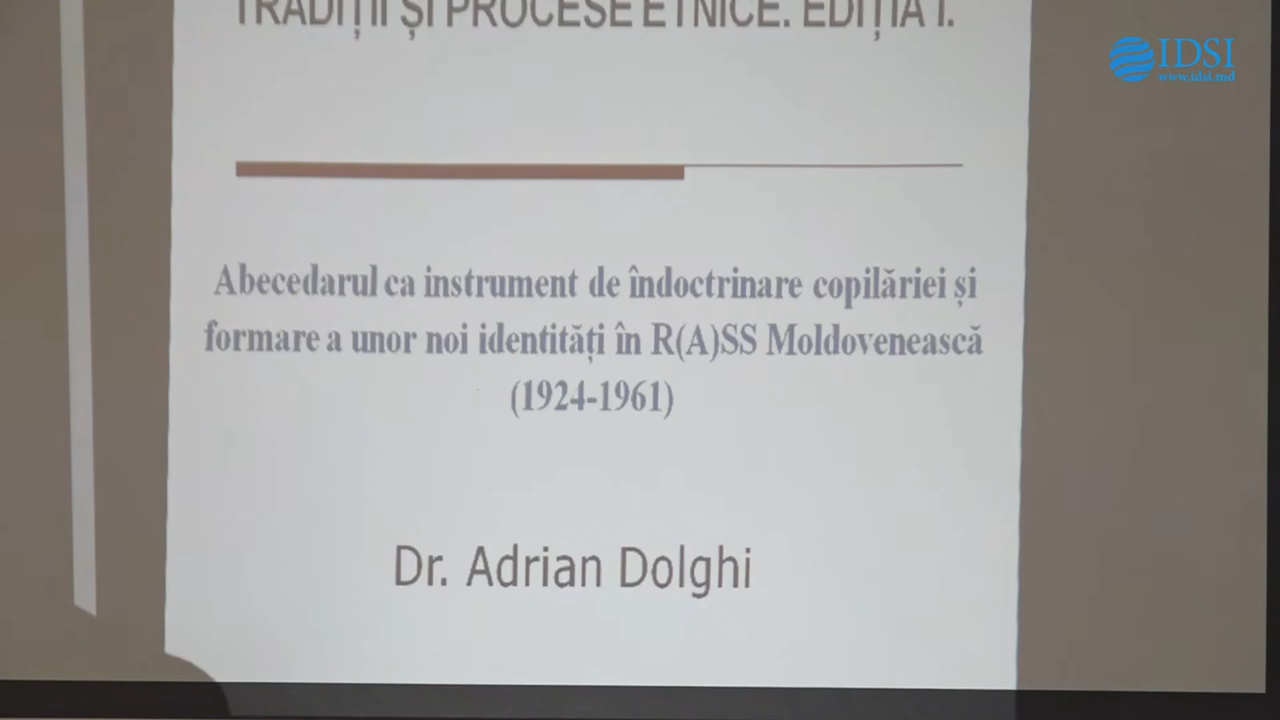 TRADIȚII ȘI PROCESE ETNICE. EDIȚIA I.
IDSI
www.idsi.md
Abecedarul ca instrument de îndoctrinare copilăriei și
formare a unor noi identități în R(A)SS Moldovenească
(1924-1961)
Dr. Adrian Dolghi